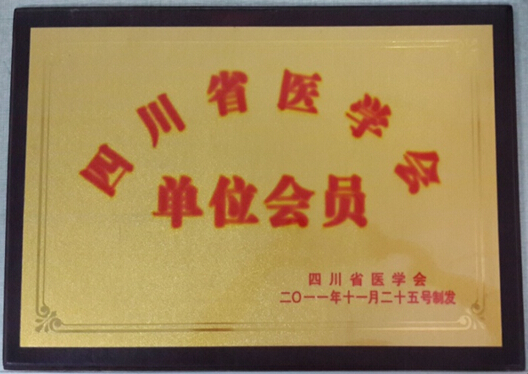 四川省医学会
单位会员
四川省医学会
二〇一一年十一月二十五号制发